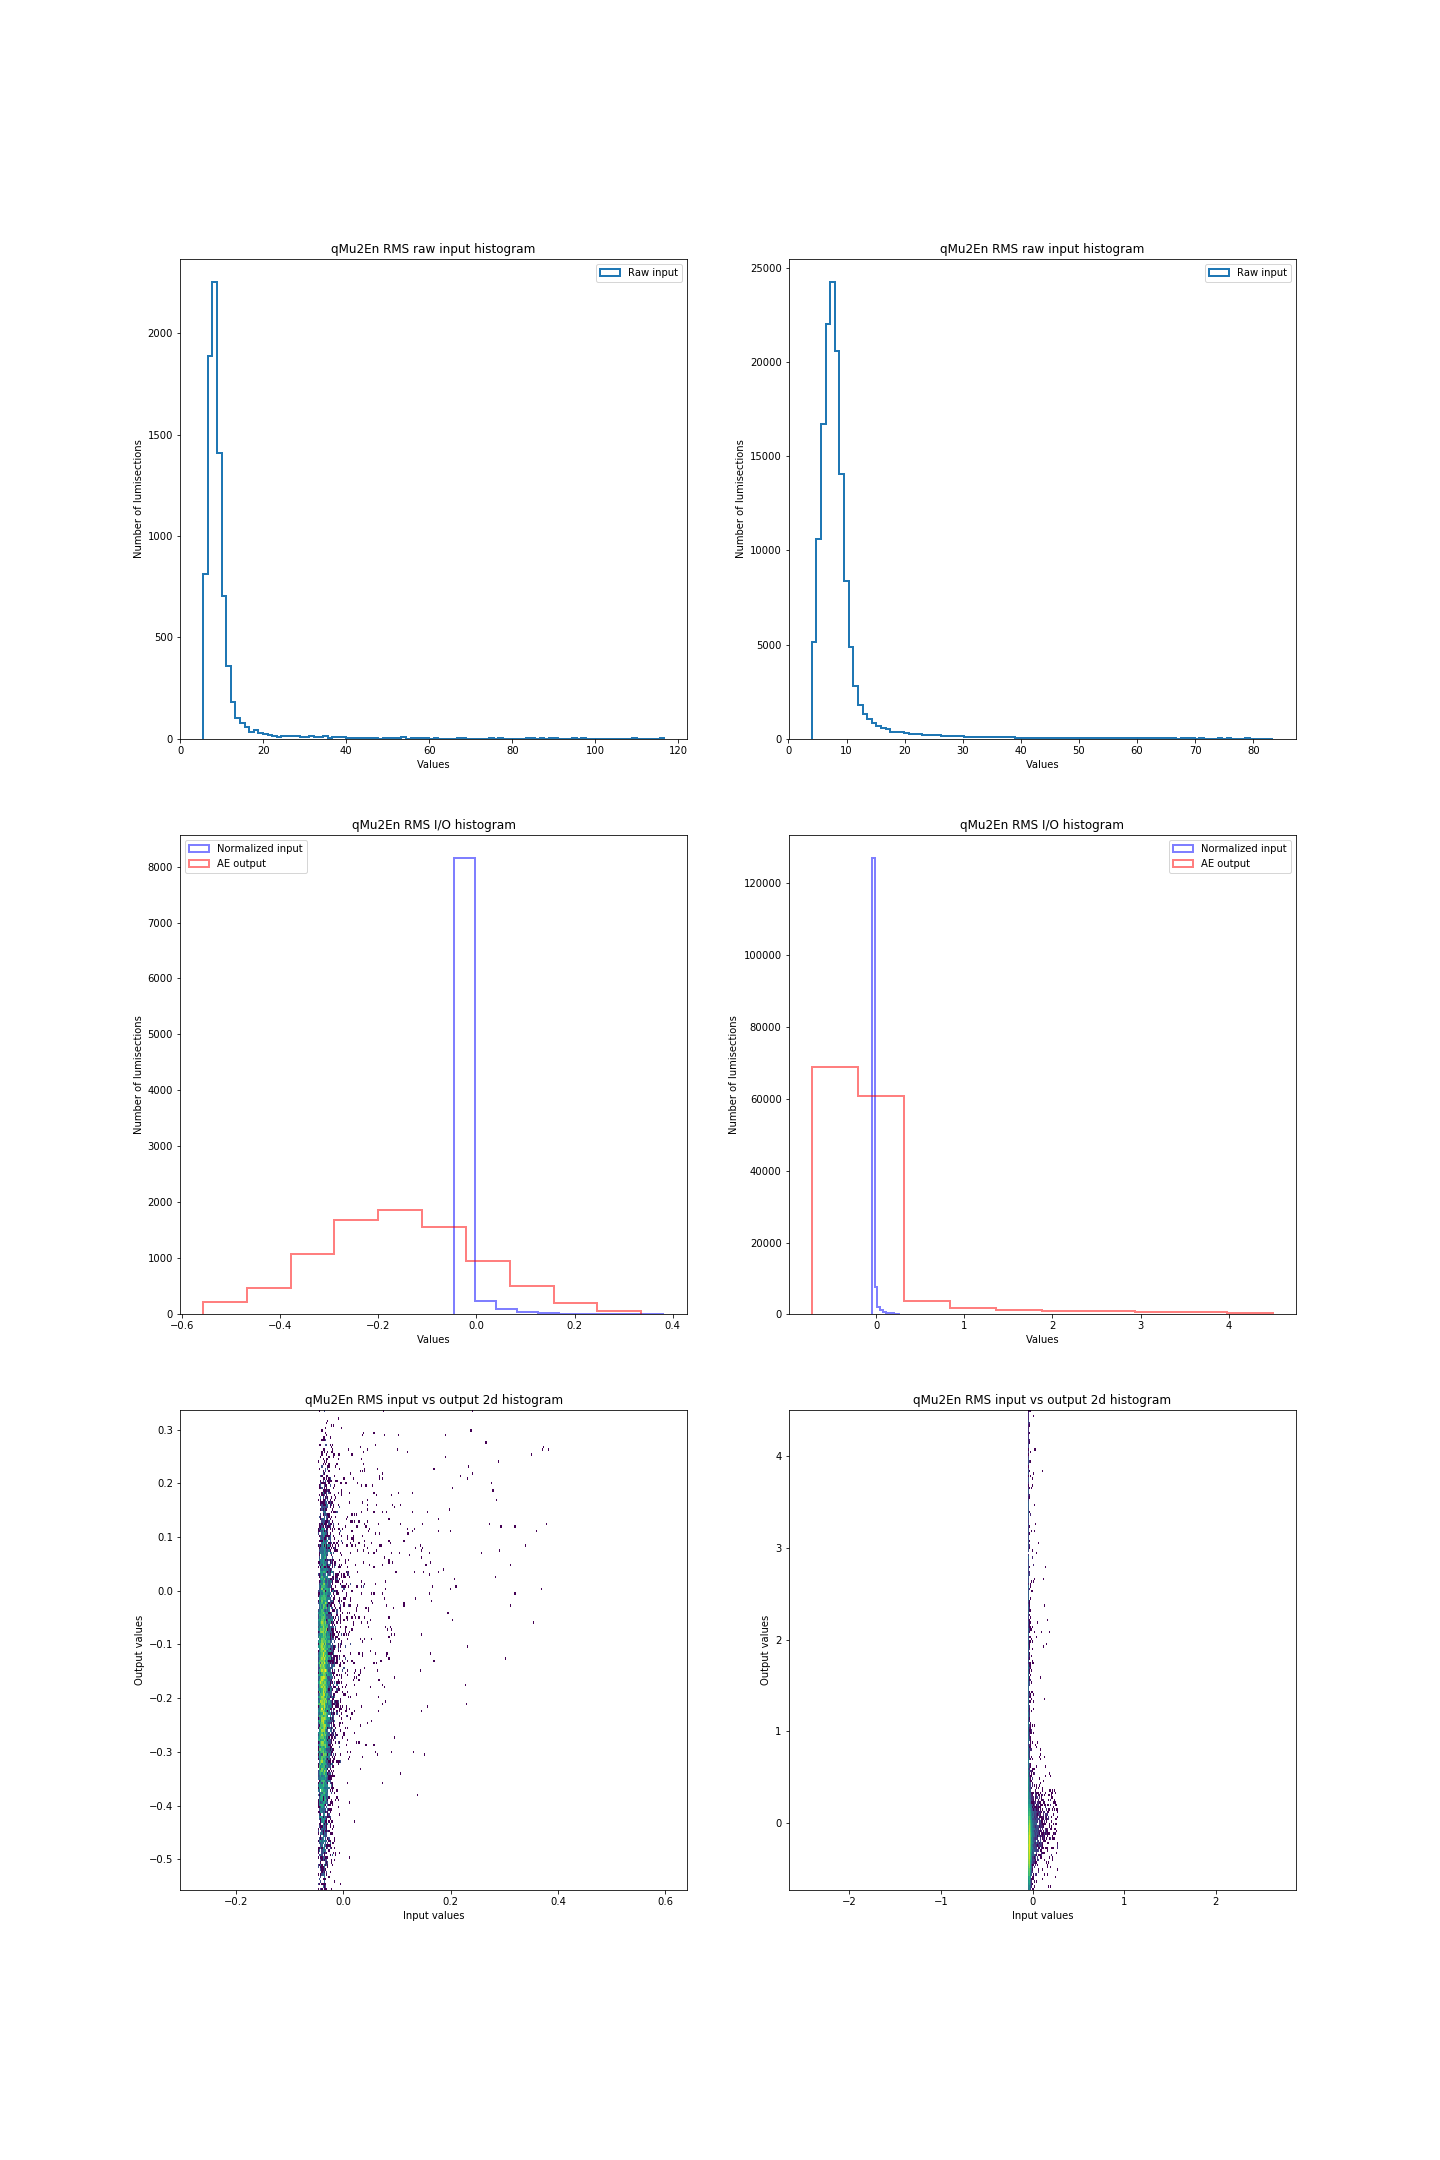 qMu2En RMS raw input histogram
Raw input
Number of lumisections
2000
1500
1000
500
0
0 20 40 60 80 100 120
Values
qMu2En RMS raw input histogram
Raw input
Number of lumisections
25000
20000
15000
10000
5000
0
0 10 20 30 40 50 60 70 80
Values
qMu2En RMS I/O histogram
Normalized input
AE output
Number of lumisections
8000
7000
6000
5000
4000
3000
2000
1000
0
−0.6 −0.4 −0.2 0.0 0.2 0.4
Values
qMu2En RMS I/O histogram
Normalized input
AE output
Number of lumisections
120000
100000
80000
60000
40000
20000
0
0 1 2 3 4
Values
qMu2En RMS input vs output 2d histogram
Output values
0.3
0.2
0.1
0.0
−0.1
−0.2
−0.3
−0.4
−0.5
−0.2 0.0 0.2 0.4 0.6
Input values
qMu2En RMS input vs output 2d histogram
Output values
4
3
2
1
0
−2 −1 0 1 2
Input values